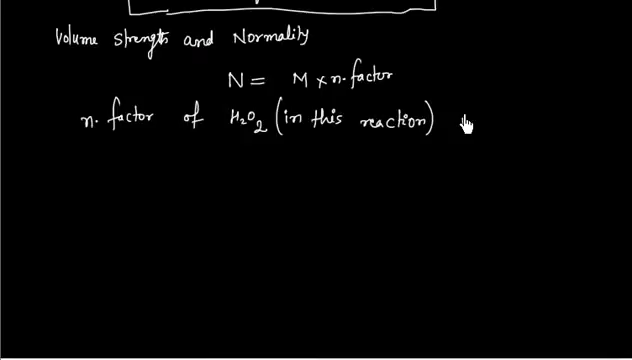 Volume Strength and Normality
N = M × n.factor
n.factor of H₂O₂ (in this reaction)